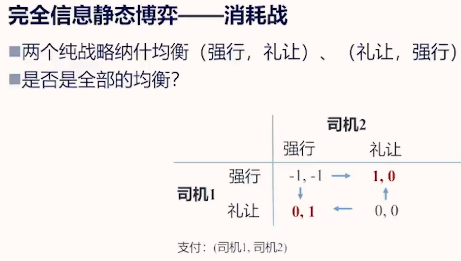 完全信息静态博弈——消耗战
■两个纯战略纳什均衡（强行，礼让）、（礼让，强行）
■是否是全部的均衡？
司机2
强行 礼让
司机1
强行 -1, -1 1, 0
礼让 0, 1 0, 0
支付：(司机1, 司机2)